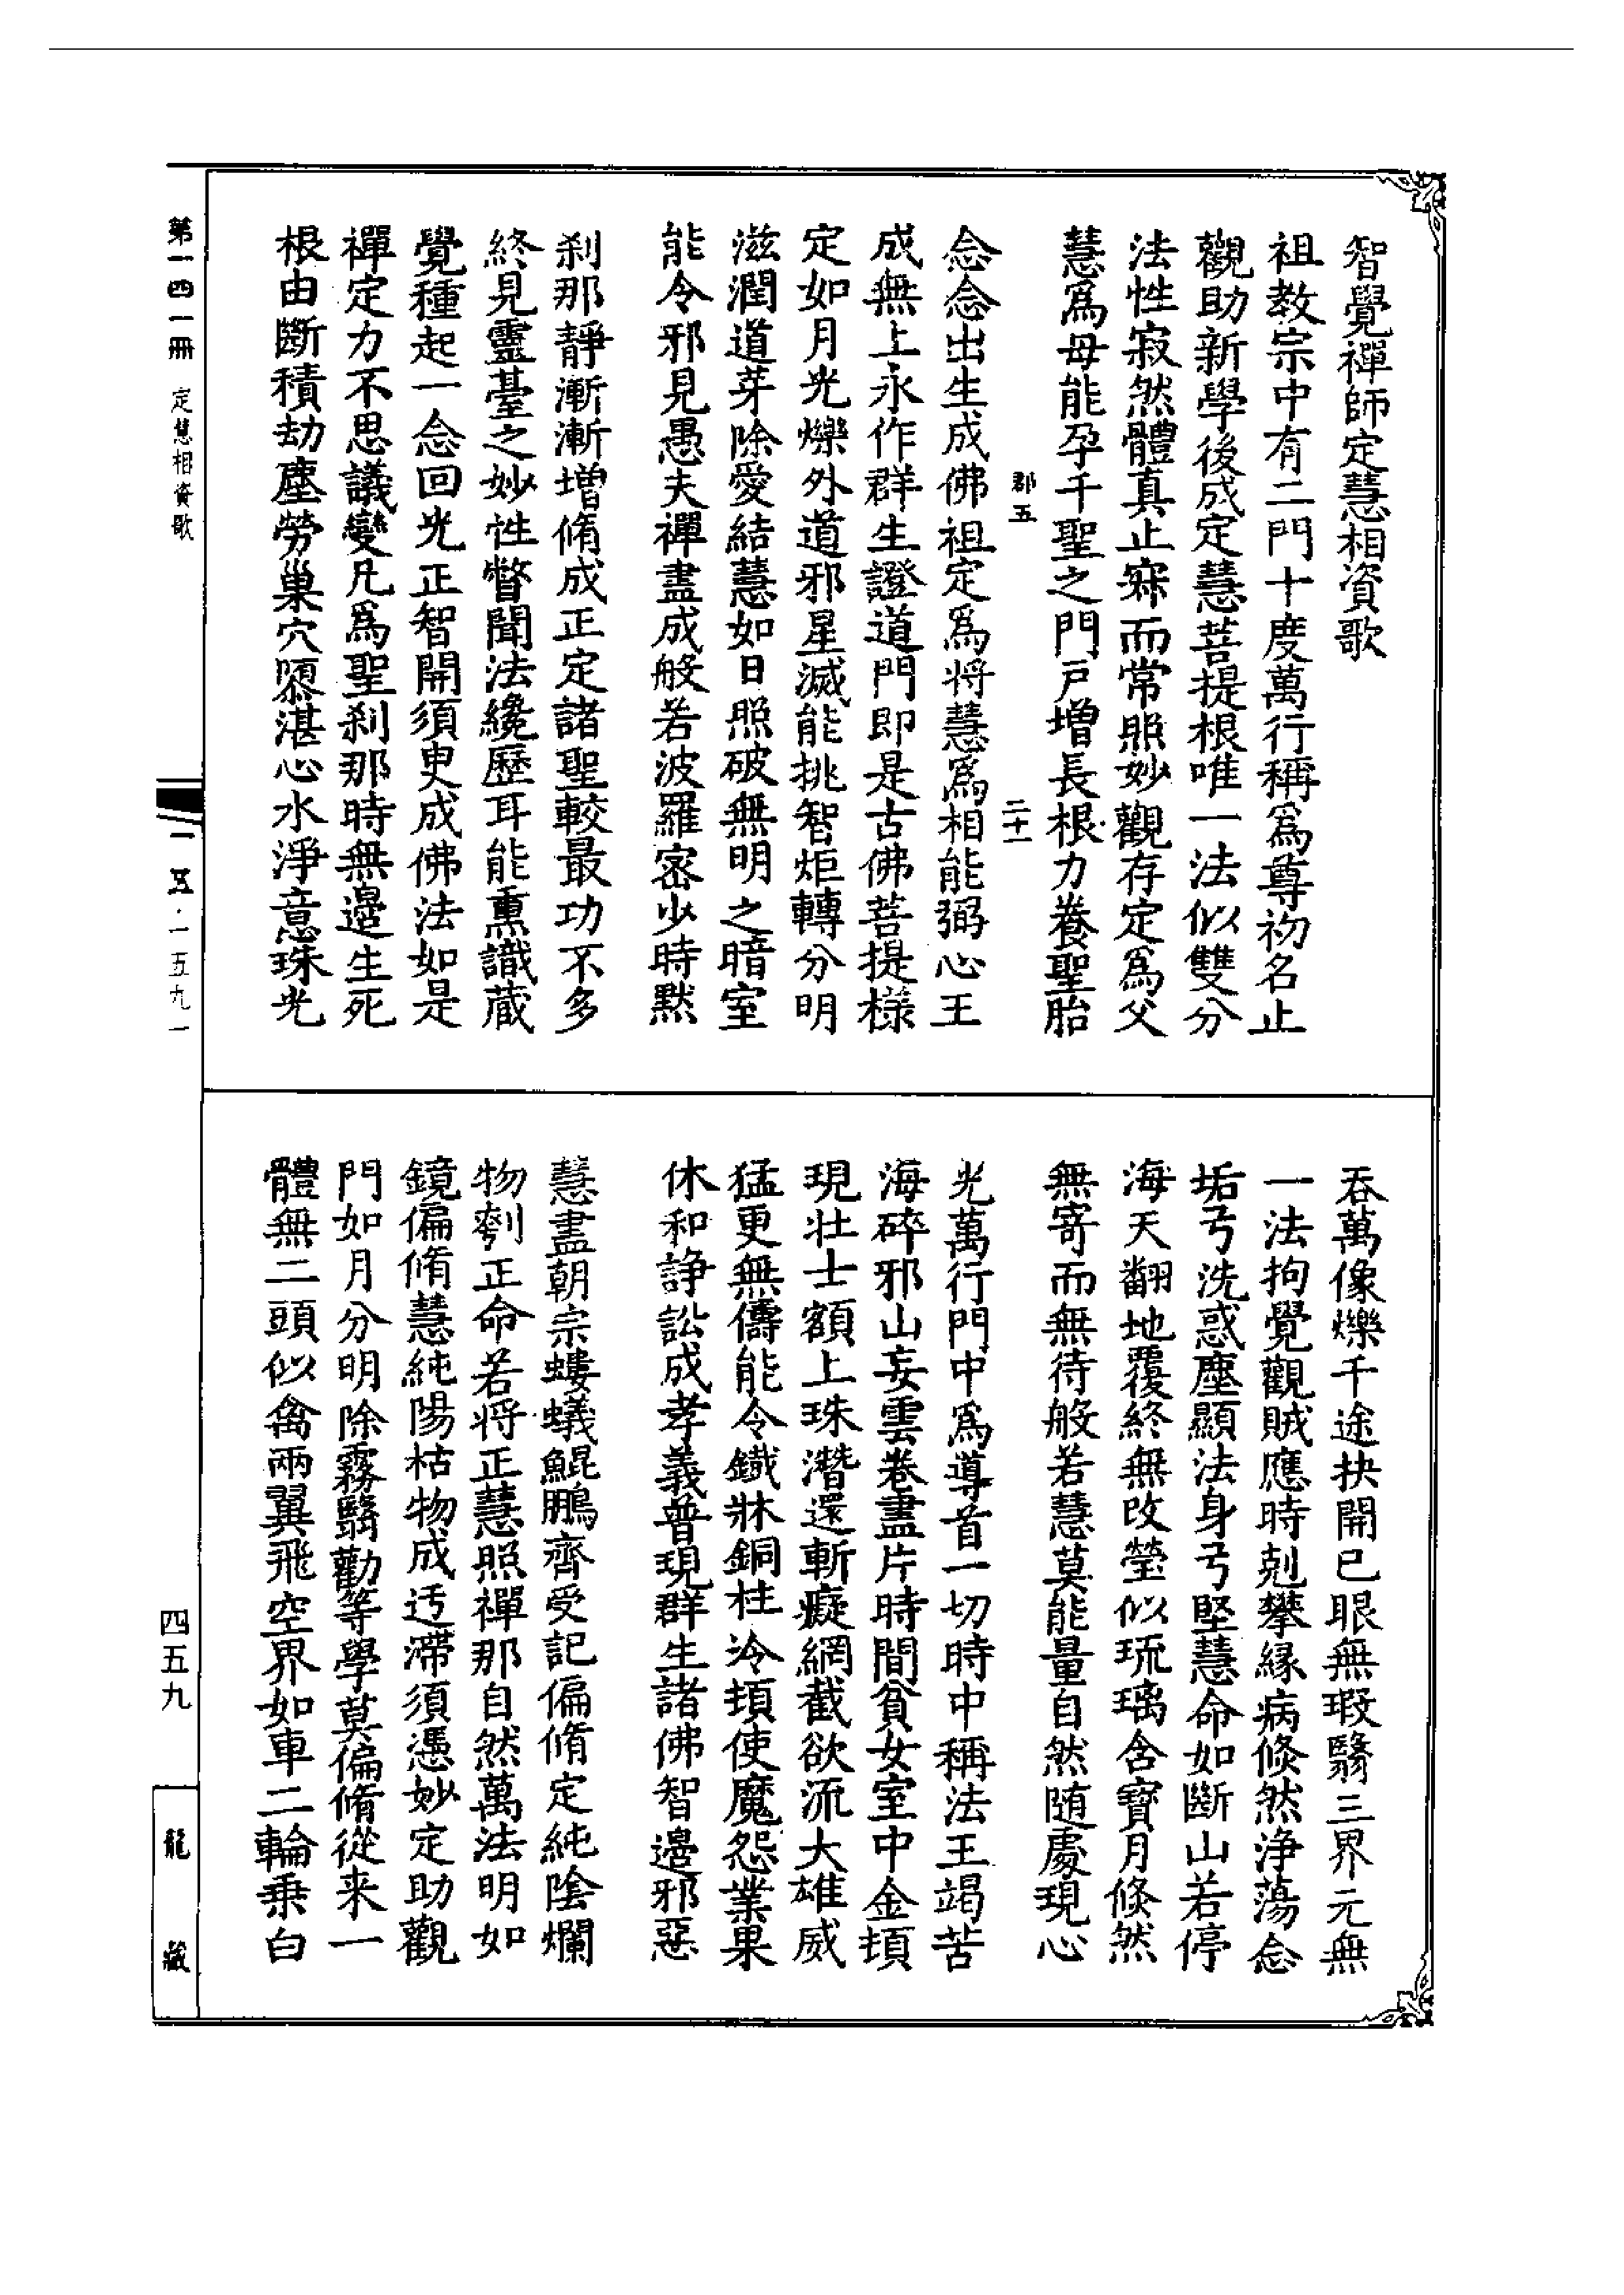 智覺禪師定慧相資歌
祖教宗中有二門十度萬行稱爲尊初名止
觀助新學後成定慧菩提根唯一法似雙分
法性寂然體真止寂而常照妙觀存定爲父
慧爲母能孕千聖之門戶增長根力養聖胎
郡五 二十一
念念出生成佛祖定爲将慧爲相能弼心王
成無上永作群生證道門即是古佛菩提樣
定如月光爍外道邪星滅能挑智炬轉分明
滋潤道芽除愛結慧如日照破無明之暗室
能令邪見愚夫禪盡成般若波羅密少時默
刹那靜漸漸增脩成正定諸聖較最功不多
終見靈臺之妙性瞥聞法纔歷耳能熏識藏
覺種起一念回光正智開須臾成佛法如是
禪定力不思議變凡爲聖刹那時無邊生死
根由斷積劫塵勞巢穴隳湛心水淨意珠光
吞萬像爍千途抉開已眼無瑕翳三界元無
一法拘覺觀賊應時剋攀緣病倐然浄蕩念
垢兮洗惑塵顯法身兮堅慧命如斷山若停
海天翻地覆終無改瑩似琉璃含寶月倐然
無寄而無待般若慧莫能量自然随處現心
光萬行門中爲導首一切時中稱法王竭苦
海碎邪山妄雲卷盡片時間貧女室中金頓
現壮士額上珠潛還斬癡網截欲流大雄威
猛更無儔能令鐵牀銅柱冷頓使魔怨業果
休和諍訟成孝義普現群生諸佛智邊邪惡
慧盡朝宗螻蟻鯤鵬齊受記偏脩定純陰爛
物刳正命若将正慧照禪那自然萬法明如
鏡偏脩慧純陽枯物成迃滯須憑妙定助觀
門如月分明除霧翳勸等學莫偏脩從来一
體無二頭似禽兩翼飛空界如車二輪乗白
第一四一冊 定慧相資歌
一五·一五九一
四五九
龍藏